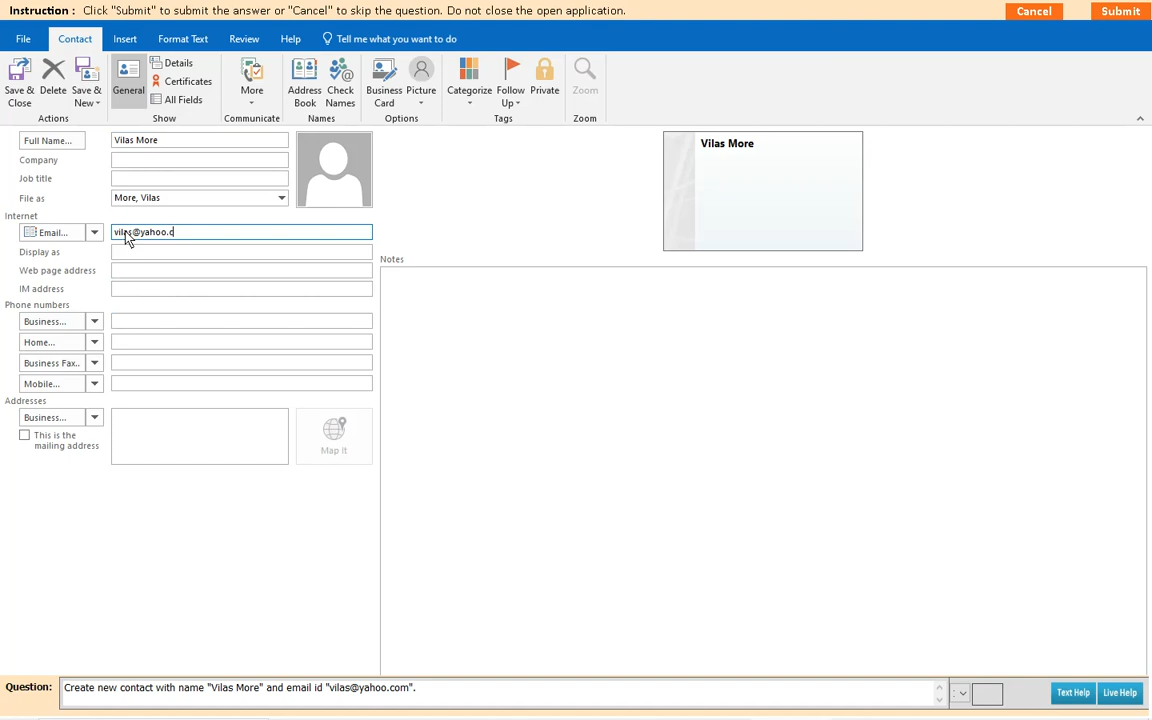 Instruction : Click "Submit" to submit the answer or "Cancel" to skip the question. Do not close the open application. Cancel Submit
File Contact Insert Format Text Review Help Tell me what you want to do
Save & Close Delete Save & New General Details Certificates All Fields More Address Book Check Names Business Card Picture Categorize Follow Up Private Zoom
Actions Show Communicate Names Options Tags Zoom
Full Name... Vilas More
Company
Job title
File as More, Vilas
Vilas More
Internet
Email... vilas@yahoo.c
Display as
Notes
Web page address
IM address
Phone numbers
Business...
Home...
Business Fax..
Mobile...
Addresses
Business...
This is the
mailing address
Map It
Question: Create new contact with name "Vilas More" and email id "vilas@yahoo.com". Text Help Live Help